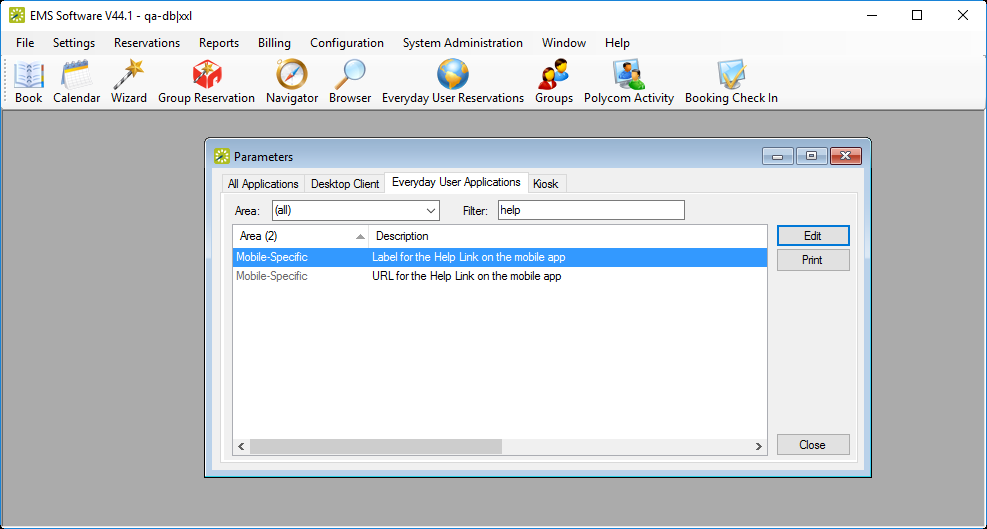 EMS Software V44.1 - qa-db|xxl
File Settings Reservations Reports Billing Configuration System Administration Window Help
Book Calendar Wizard Group Reservation Navigator Browser Everyday User Reservations Groups Polycom Activity Booking Check In
Parameters
All Applications Desktop Client Everyday User Applications Kiosk
Area: (all) Filter: help
Area (2) Description Edit
Mobile-Specific Label for the Help Link on the mobile app Print
Mobile-Specific URL for the Help Link on the mobile app
Close